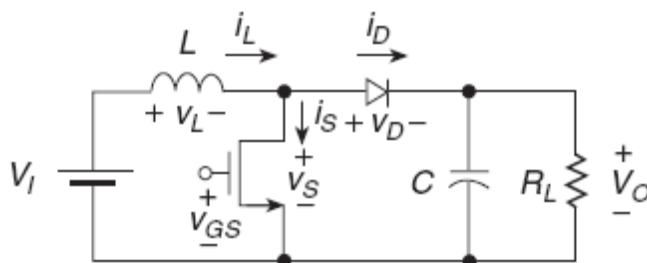 L i_L i_D
+ v_L − i_S + v_D −
V_I + v_S − C R_L + V_O −
+ v_GS −